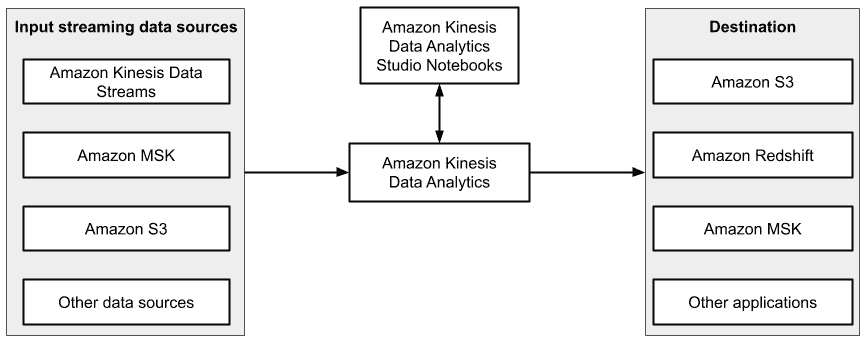 Input streaming data sources
Amazon Kinesis Data
Streams
Amazon MSK
Amazon S3
Other data sources
Amazon Kinesis
Data Analytics
Studio Notebooks
Amazon Kinesis
Data Analytics
Destination
Amazon S3
Amazon Redshift
Amazon MSK
Other applications